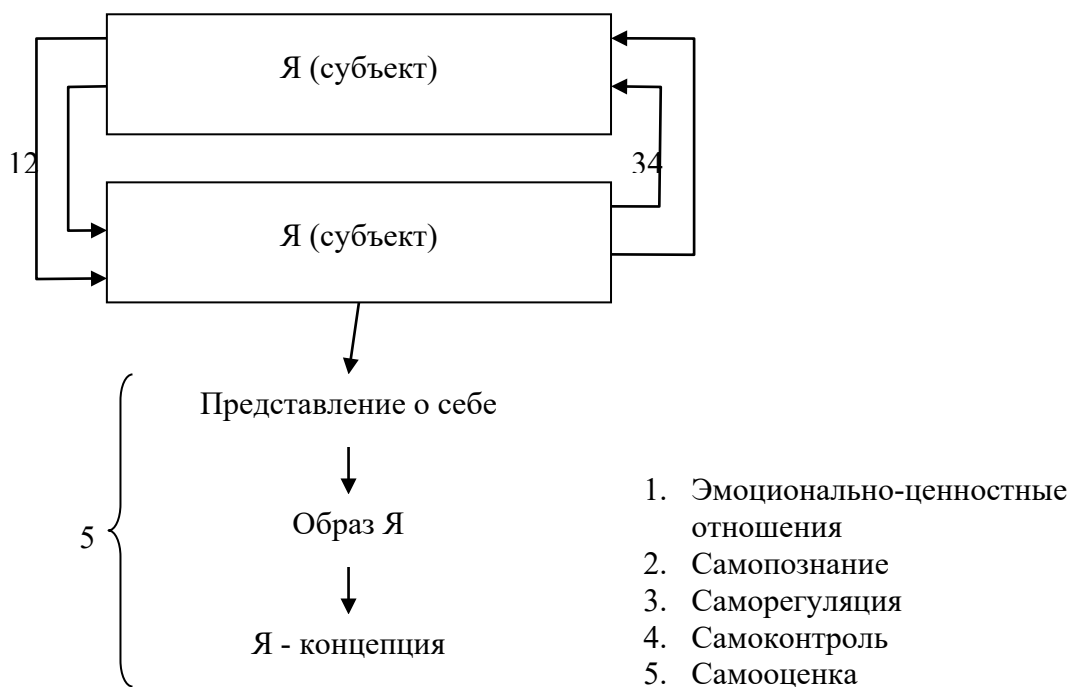 Я (субъект)
12
34
Я (субъект)
Представление о себе
Образ Я
5
Я - концепция
1. Эмоционально-ценностные
отношения
2. Самопознание
3. Саморегуляция
4. Самоконтроль
5. Самооценка